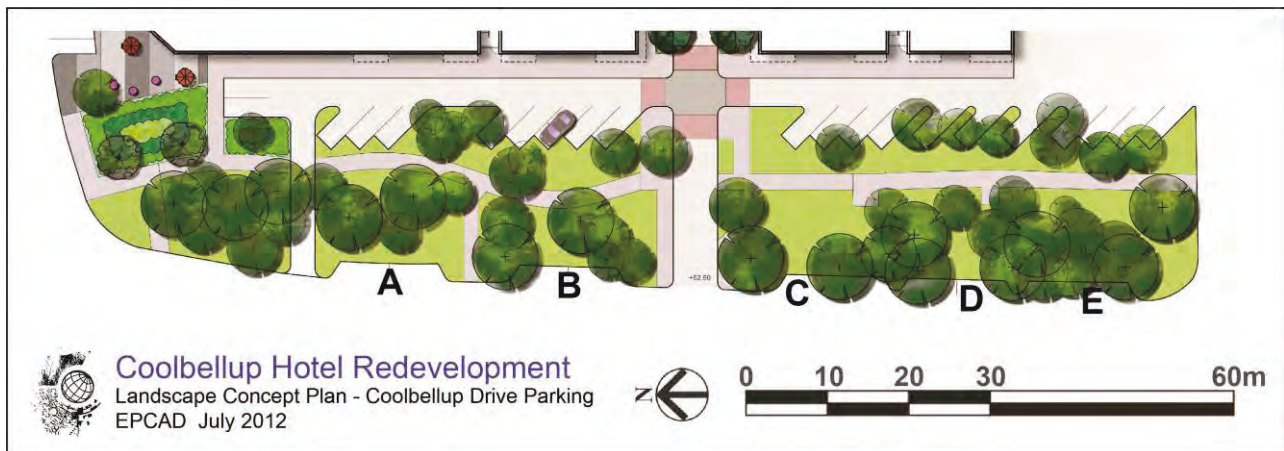 +52.50
A
B
C
D
E
Coolbellup Hotel Redevelopment
Landscape Concept Plan - Coolbellup Drive Parking
EPCAD July 2012
N
0 10 20 30 60m